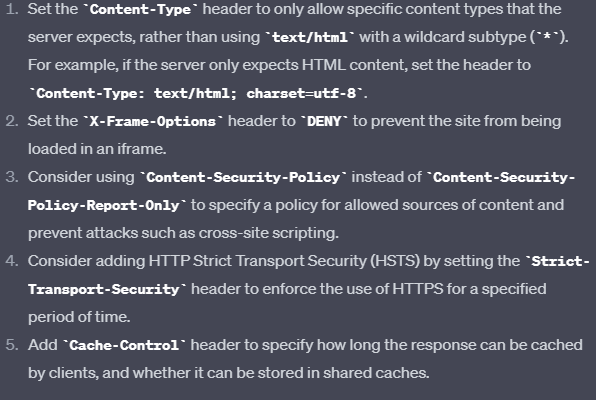 1. Set the `Content-Type` header to only allow specific content types that the
server expects, rather than using `text/html` with a wildcard subtype (`*`).
For example, if the server only expects HTML content, set the header to
`Content-Type: text/html; charset=utf-8`.
2. Set the `X-Frame-Options` header to `DENY` to prevent the site from being
loaded in an iframe.
3. Consider using `Content-Security-Policy` instead of `Content-Security-
Policy-Report-Only` to specify a policy for allowed sources of content and
prevent attacks such as cross-site scripting.
4. Consider adding HTTP Strict Transport Security (HSTS) by setting the `Strict-
Transport-Security` header to enforce the use of HTTPS for a specified
period of time.
5. Add `Cache-Control` header to specify how long the response can be cached
by clients, and whether it can be stored in shared caches.